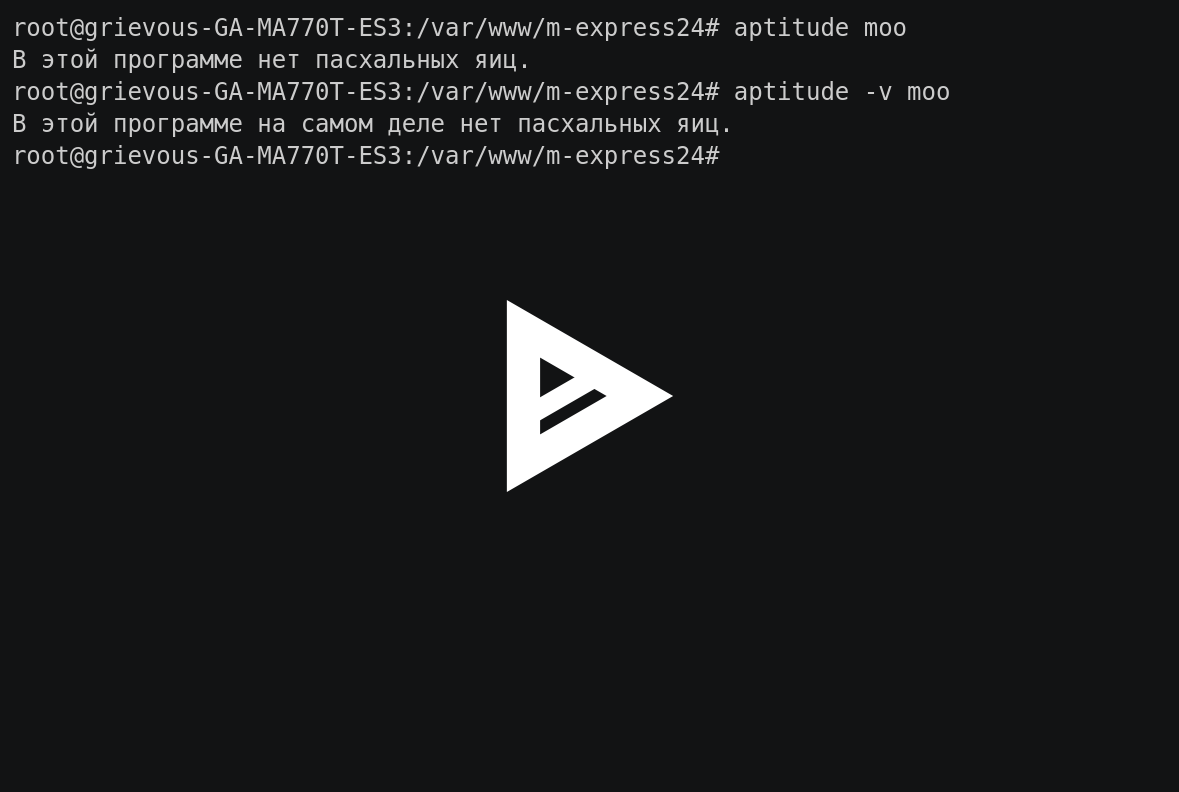 root@grievous-GA-MA770T-ES3:/var/www/m-express24# aptitude moo
В этой программе нет пасхальных яиц.
root@grievous-GA-MA770T-ES3:/var/www/m-express24# aptitude -v moo
В этой программе на самом деле нет пасхальных яиц.
root@grievous-GA-MA770T-ES3:/var/www/m-express24#